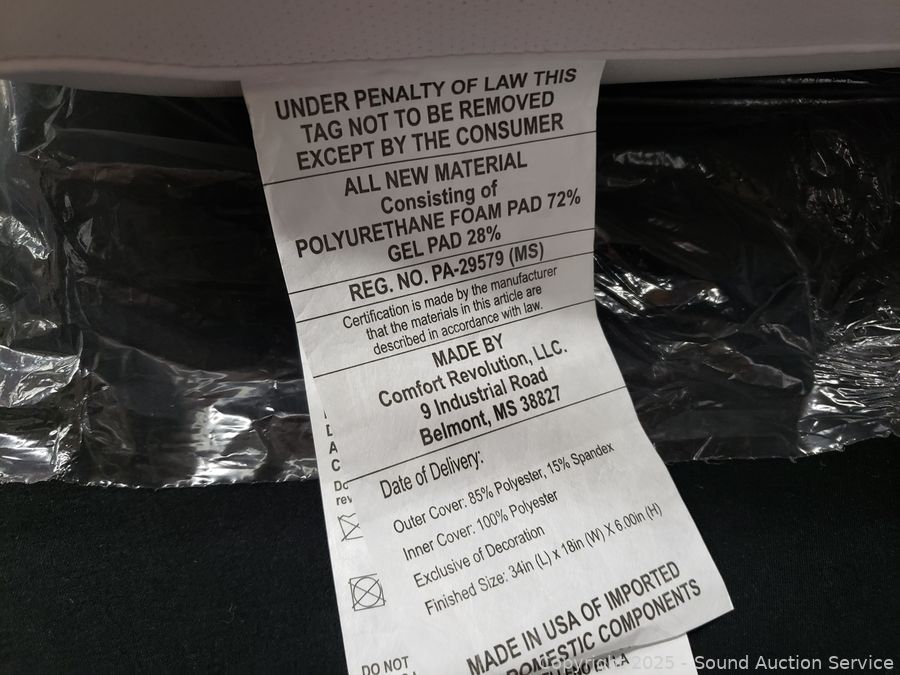 UNDER PENALTY OF LAW THIS
TAG NOT TO BE REMOVED
EXCEPT BY THE CONSUMER
ALL NEW MATERIAL
Consisting of
POLYURETHANE FOAM PAD 72%
GEL PAD 28%
REG. NO. PA-29579 (MS)
Certification is made by the manufacturer
that the materials in this article are
described in accordance with law.
MADE BY
Comfort Revolution, LLC.
9 Industrial Road
Belmont, MS 38827
Date of Delivery:
Outer Cover: 85% Polyester, 15% Spandex
Inner Cover: 100% Polyester
Exclusive of Decoration
Finished Size: 34in (L) x 18in (W) X 6.00in (H)
MADE IN USA OF IMPORTED
DOMESTIC COMPONENTS
DO NOT
Copyright 2025 - Sound Auction Service